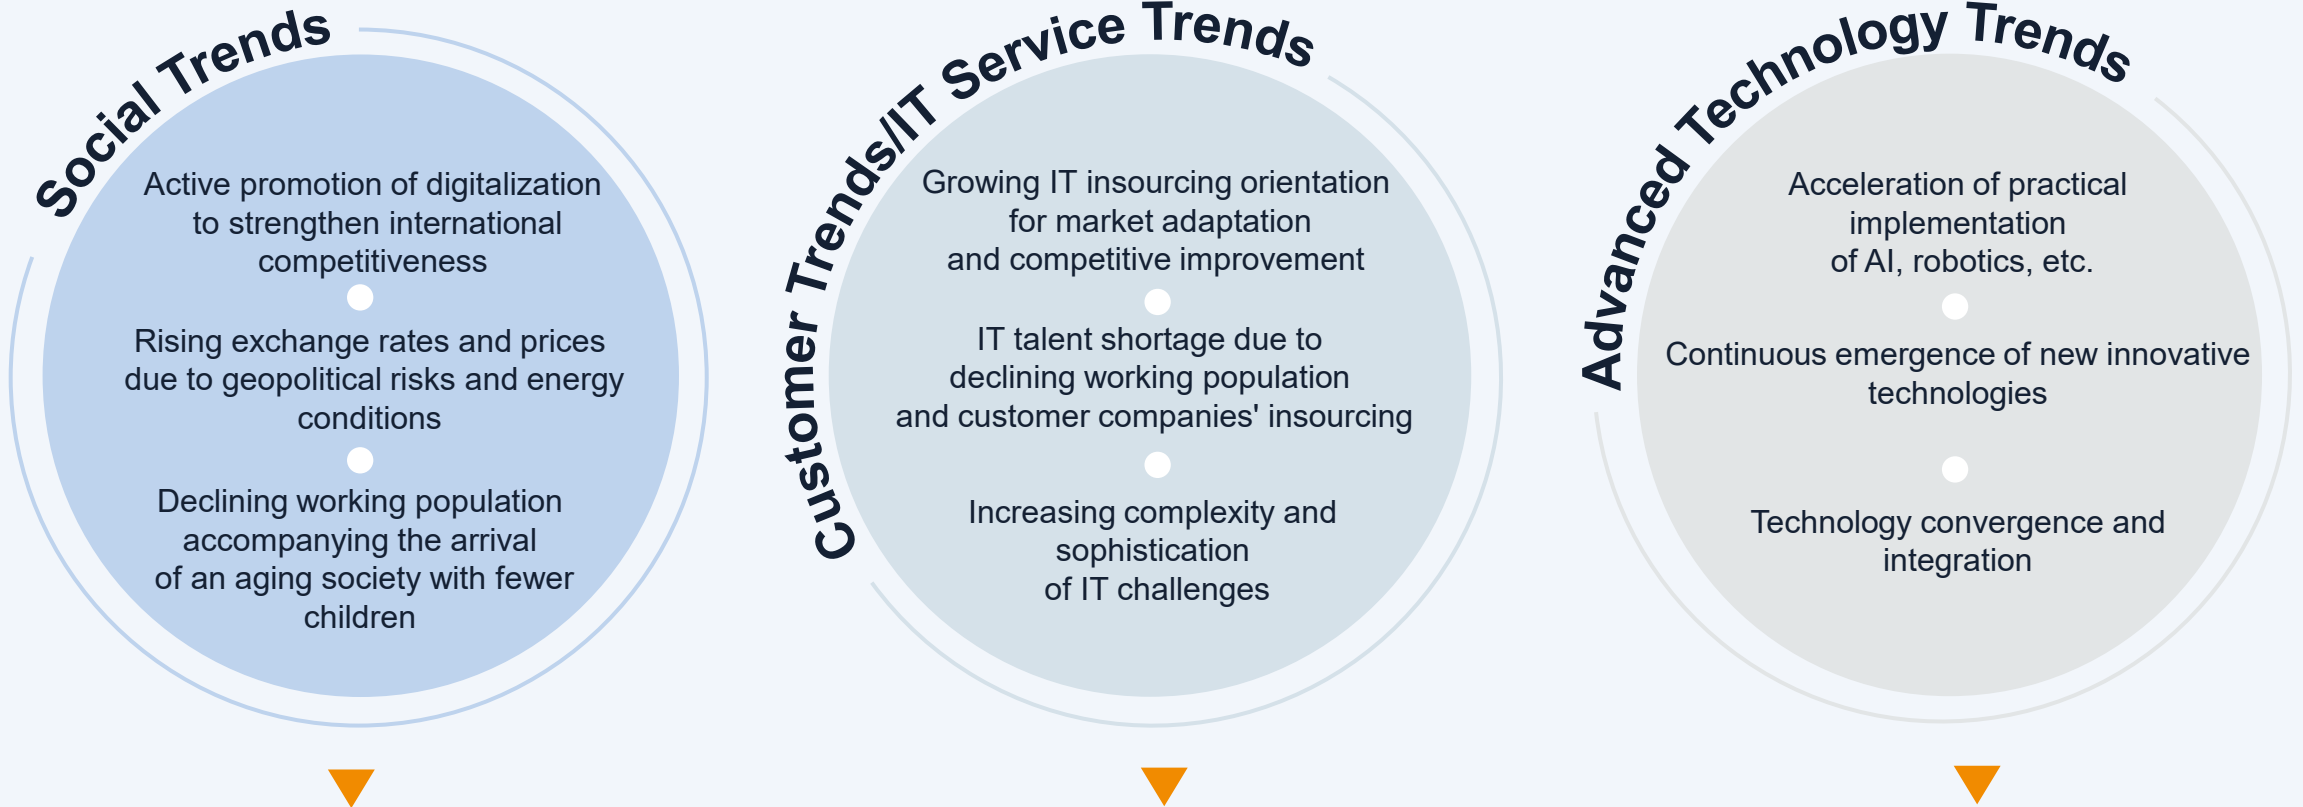 Social Trends
Active promotion of digitalization
to strengthen international
competitiveness
Rising exchange rates and prices
due to geopolitical risks and energy
conditions
Declining working population
accompanying the arrival
of an aging society with fewer
children
Customer Trends/IT Service Trends
Growing IT insourcing orientation
for market adaptation
and competitive improvement
IT talent shortage due to
declining working population
and customer companies' insourcing
Increasing complexity and
sophistication
of IT challenges
Advanced Technology Trends
Acceleration of practical
implementation
of AI, robotics, etc.
Continuous emergence of new innovative
technologies
Technology convergence and
integration